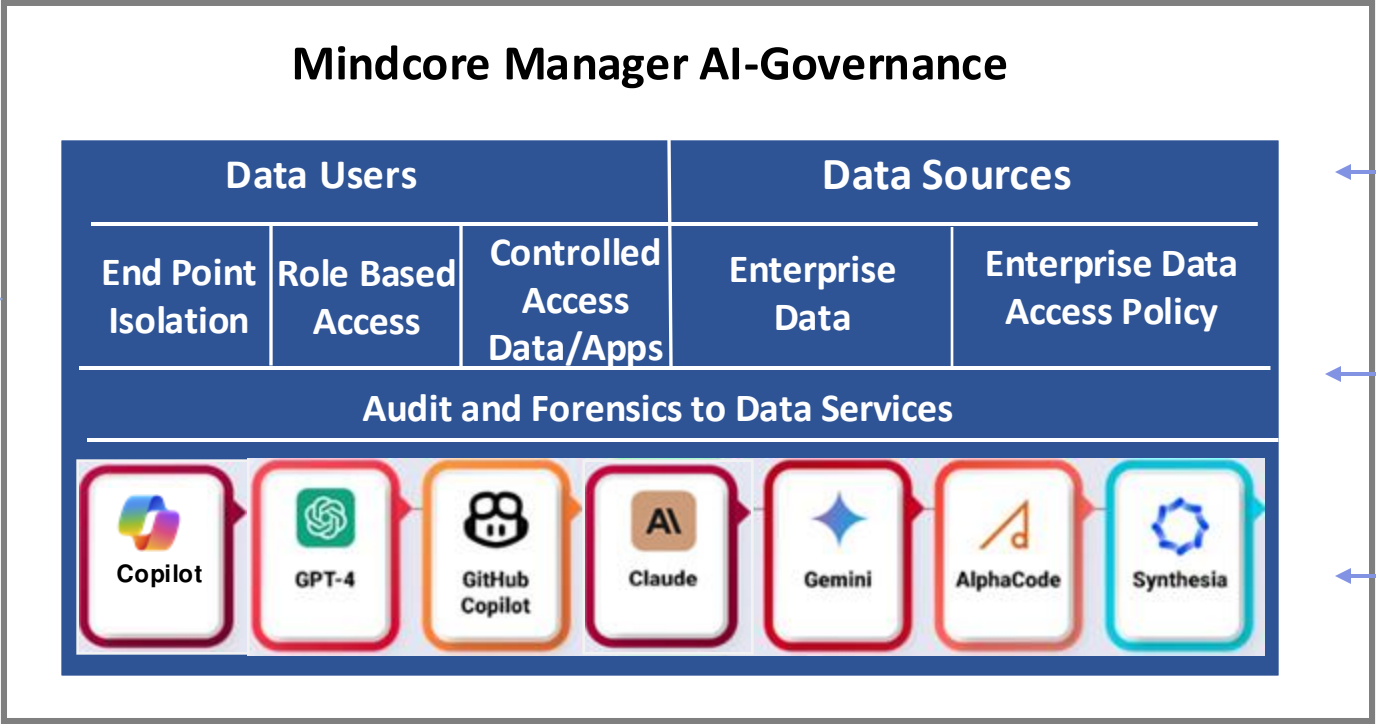 Mindcore Manager AI-Governance
Data Users
Data Sources
End Point
Isolation
Role Based
Access
Controlled
Access
Data/Apps
Enterprise
Data
Enterprise Data
Access Policy
Audit and Forensics to Data Services
Copilot
GPT-4
GitHub
Copilot
AI
Claude
Gemini
AlphaCode
Synthesia